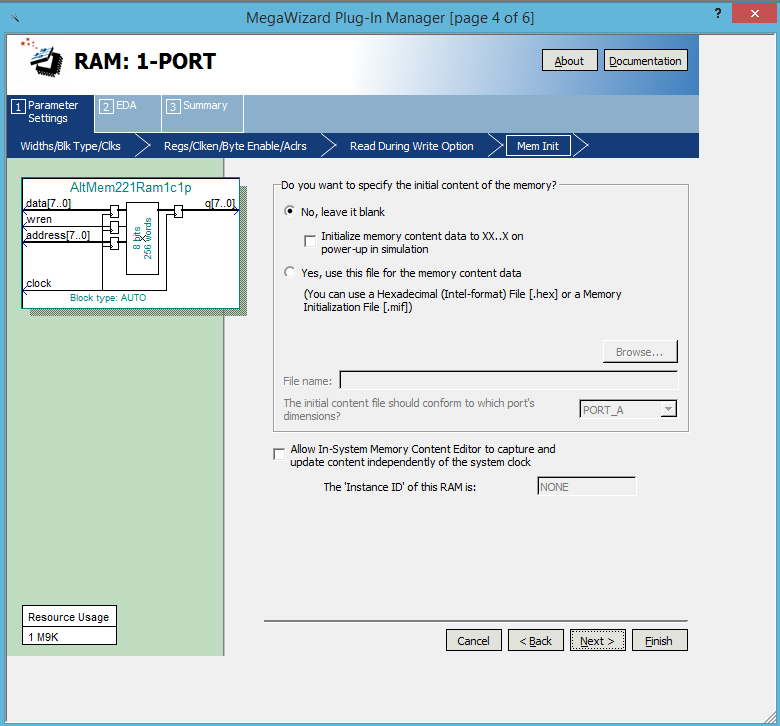 MegaWizard Plug-In Manager [page 4 of 6]
?
RAM: 1-PORT
About
Documentation
1 Parameter Settings
2 EDA
3 Summary
Widths/Blk Type/Clks
Regs/Clken/Byte Enable/Aclrs
Read During Write Option
Mem Init
AltMem221Ram1c1p
data[7..0]
q[7..0]
wren
address[7..0]
8 bits
256 Words
clock
Block type: AUTO
Do you want to specify the initial content of the memory?
No, leave it blank
Initialize memory content data to XX..X on
power-up in simulation
Yes, use this file for the memory content data
(You can use a Hexadecimal (Intel-format) File [.hex] or a Memory
Initialization File [.mif])
Browse...
File name:
The initial content file should conform to which port's
dimensions?
PORT_A
Allow In-System Memory Content Editor to capture and
update content independently of the system clock
The 'Instance ID' of this RAM is:
NONE
Resource Usage
1 M9K
Cancel
< Back
Next >
Finish